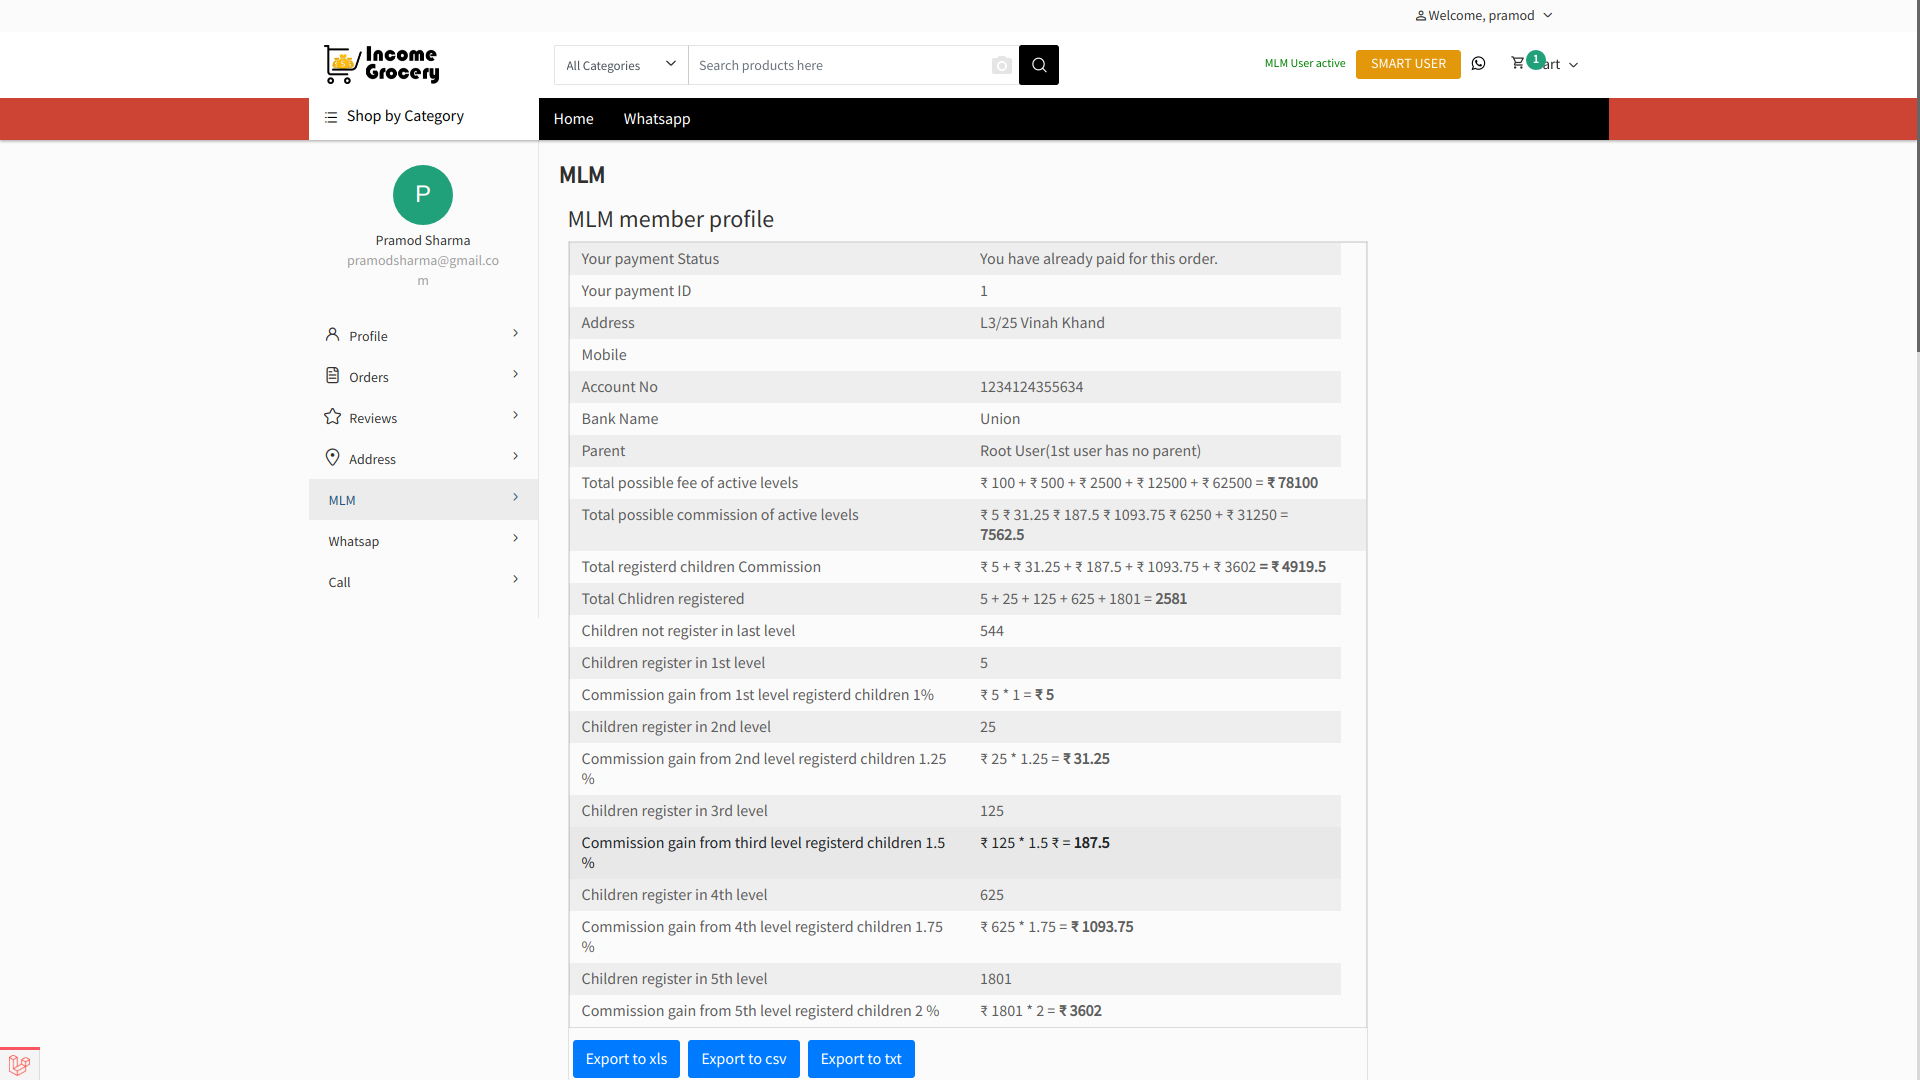 Welcome, pramod
Income
Grocery
All Categories
Search products here
MLM User active
SMART USER
1
art
Shop by Category
Home
Whatsapp
P
Pramod Sharma
pramodsharma@gmail.co
m
Profile
Orders
Reviews
Address
MLM
Whatsap
Call
MLM
MLM member profile
Your payment Status You have already paid for this order.
Your payment ID 1
Address L3/25 Vinah Khand
Mobile
Account No 1234124355634
Bank Name Union
Parent Root User(1st user has no parent)
Total possible fee of active levels ₹ 100 + ₹ 500 + ₹ 2500 + ₹ 12500 + ₹ 62500 = ₹ 78100
Total possible commission of active levels ₹ 5 ₹ 31.25 ₹ 187.5 ₹ 1093.75 ₹ 6250 + ₹ 31250 =
7562.5
Total registerd children Commission ₹ 5 + ₹ 31.25 + ₹ 187.5 + ₹ 1093.75 + ₹ 3602 = ₹ 4919.5
Total Chlidren registered 5 + 25 + 125 + 625 + 1801 = 2581
Children not register in last level 544
Children register in 1st level 5
Commission gain from 1st level registerd children 1% ₹ 5 * 1 = ₹ 5
Children register in 2nd level 25
Commission gain from 2nd level registerd children 1.25 ₹ 25 * 1.25 = ₹ 31.25
%
Children register in 3rd level 125
Commission gain from third level registerd children 1.5 ₹ 125 * 1.5 ₹ = 187.5
%
Children register in 4th level 625
Commission gain from 4th level registerd children 1.75 ₹ 625 * 1.75 = ₹ 1093.75
%
Children register in 5th level 1801
Commission gain from 5th level registerd children 2 % ₹ 1801 * 2 = ₹ 3602
Export to xls
Export to csv
Export to txt